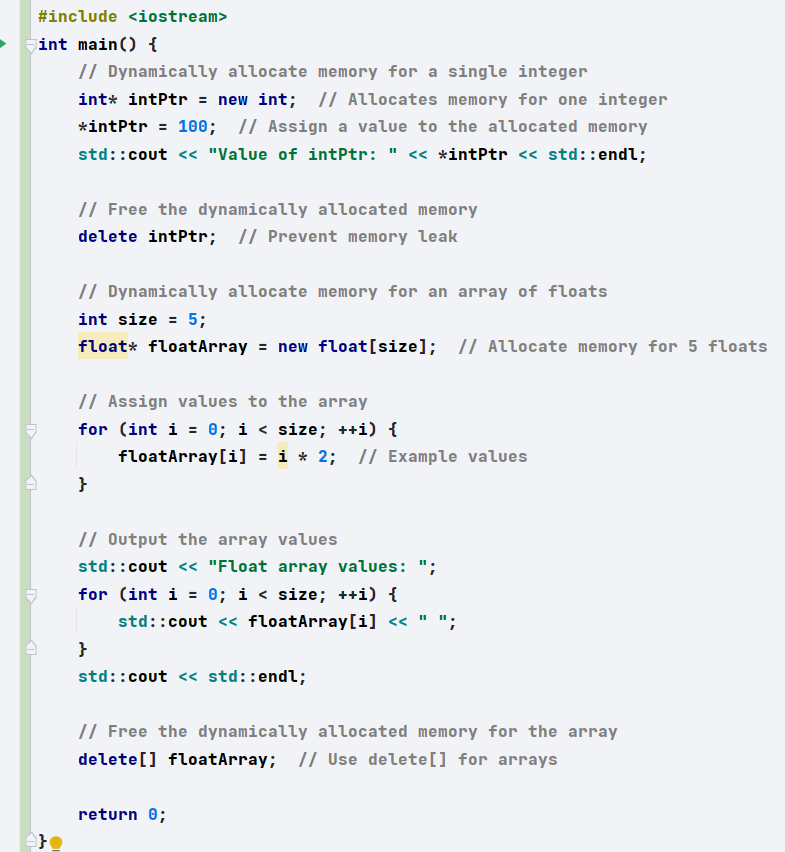 #include <iostream>
int main() {
    // Dynamically allocate memory for a single integer
    int* intPtr = new int;  // Allocates memory for one integer
    *intPtr = 100;  // Assign a value to the allocated memory
    std::cout << "Value of intPtr: " << *intPtr << std::endl;

    // Free the dynamically allocated memory
    delete intPtr;  // Prevent memory leak

    // Dynamically allocate memory for an array of floats
    int size = 5;
    float* floatArray = new float[size];  // Allocate memory for 5 floats

    // Assign values to the array
    for (int i = 0; i < size; ++i) {
        floatArray[i] = i * 2;  // Example values
    }

    // Output the array values
    std::cout << "Float array values: ";
    for (int i = 0; i < size; ++i) {
        std::cout << floatArray[i] << " ";
    }
    std::cout << std::endl;

    // Free the dynamically allocated memory for the array
    delete[] floatArray;  // Use delete[] for arrays

    return 0;
}